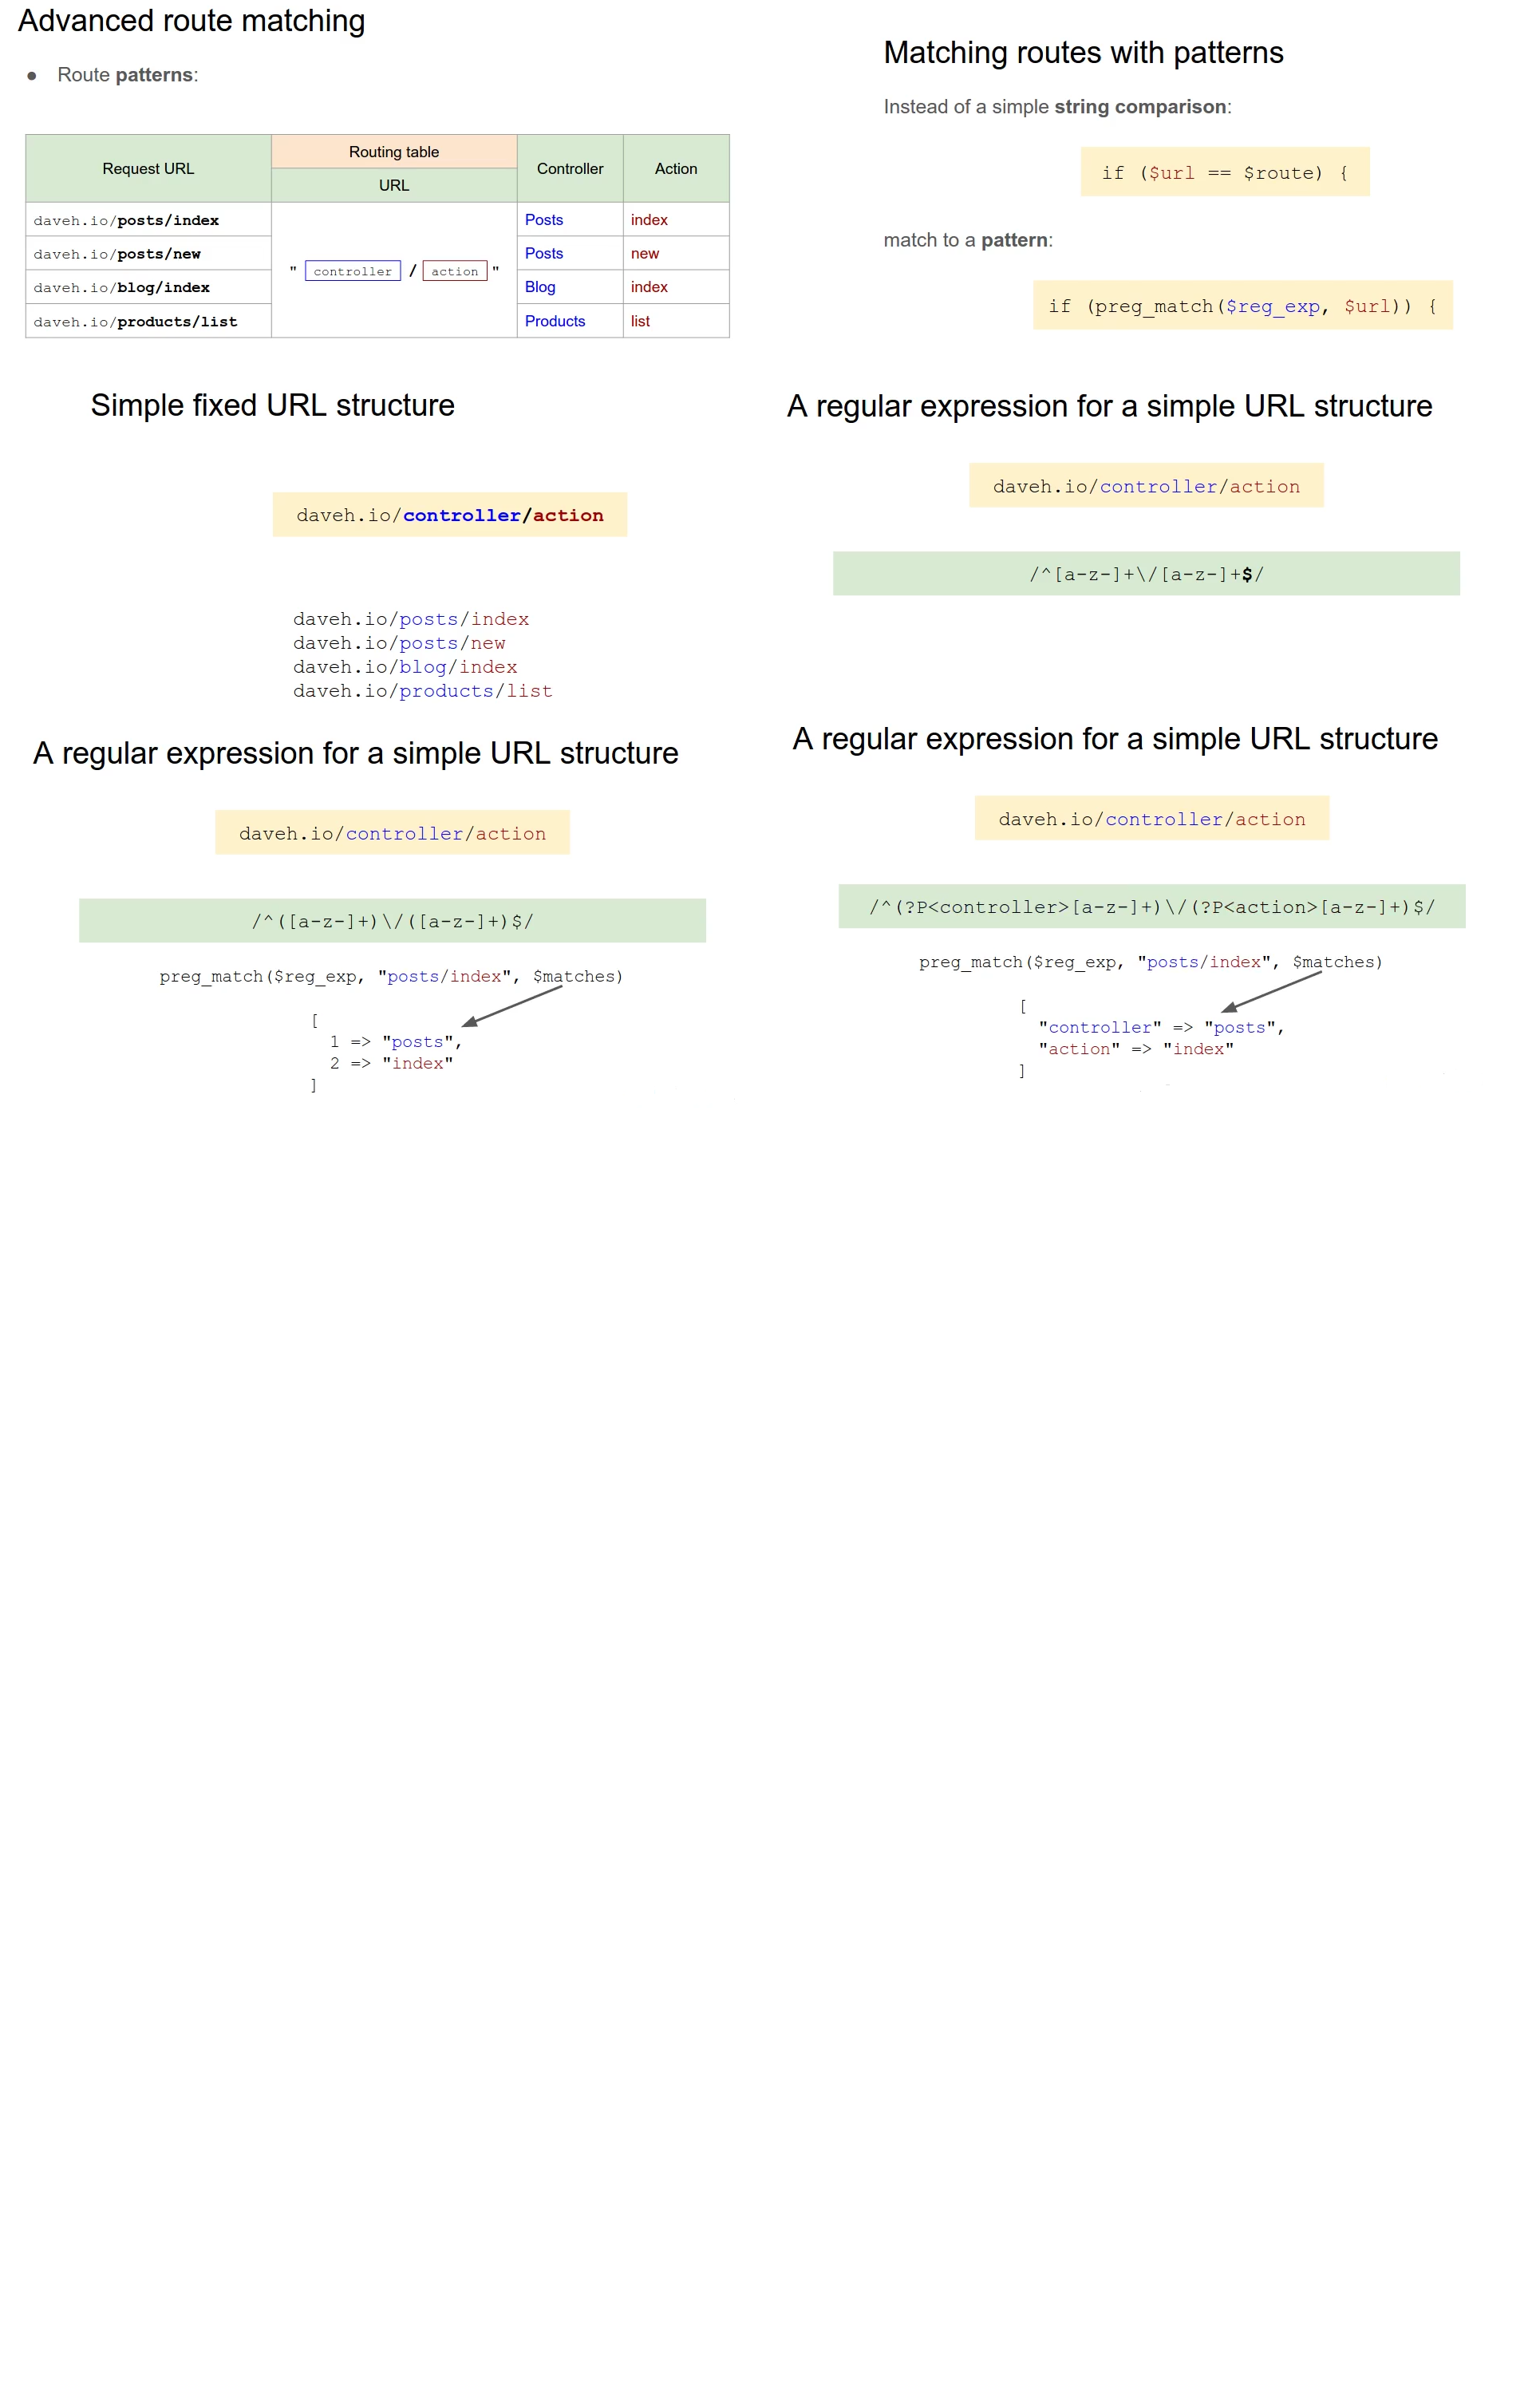 Advanced route matching
● Route patterns:
Request URL
Routing table
URL
Controller
Action
daveh.io/posts/index
Posts
index
daveh.io/posts/new
Posts
new
" controller / action "
daveh.io/blog/index
Blog
index
daveh.io/products/list
Products
list
Matching routes with patterns
Instead of a simple string comparison:
if ($url == $route) {
match to a pattern:
if (preg_match($reg_exp, $url)) {
Simple fixed URL structure
daveh.io/controller/action
daveh.io/posts/index
daveh.io/posts/new
daveh.io/blog/index
daveh.io/products/list
A regular expression for a simple URL structure
daveh.io/controller/action
/^[a-z-]+\/[a-z-]+$/
A regular expression for a simple URL structure
daveh.io/controller/action
/^([a-z-]+)\/([a-z-]+)$/
preg_match($reg_exp, "posts/index", $matches)
[
1 => "posts",
2 => "index"
]
A regular expression for a simple URL structure
daveh.io/controller/action
/^(?P<controller>[a-z-]+)\/(?P<action>[a-z-]+)$/
preg_match($reg_exp, "posts/index", $matches)
[
"controller" => "posts",
"action" => "index"
]